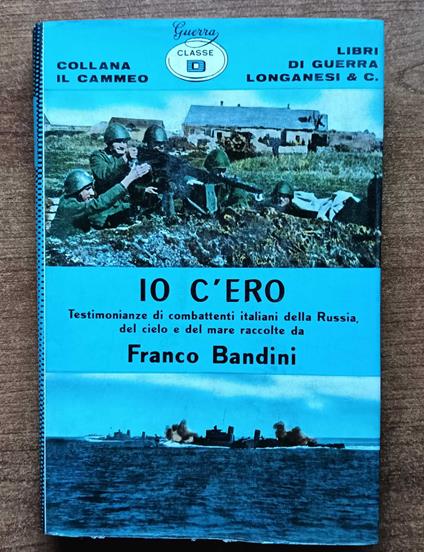 COLLANA
IL CAMMEO
Guerra
CLASSE
D
LIBRI
DI GUERRA
LONGANESI & C.
IO C'ERO
Testimonianze di combattenti italiani della Russia,
del cielo e del mare raccolte da
Franco Bandini